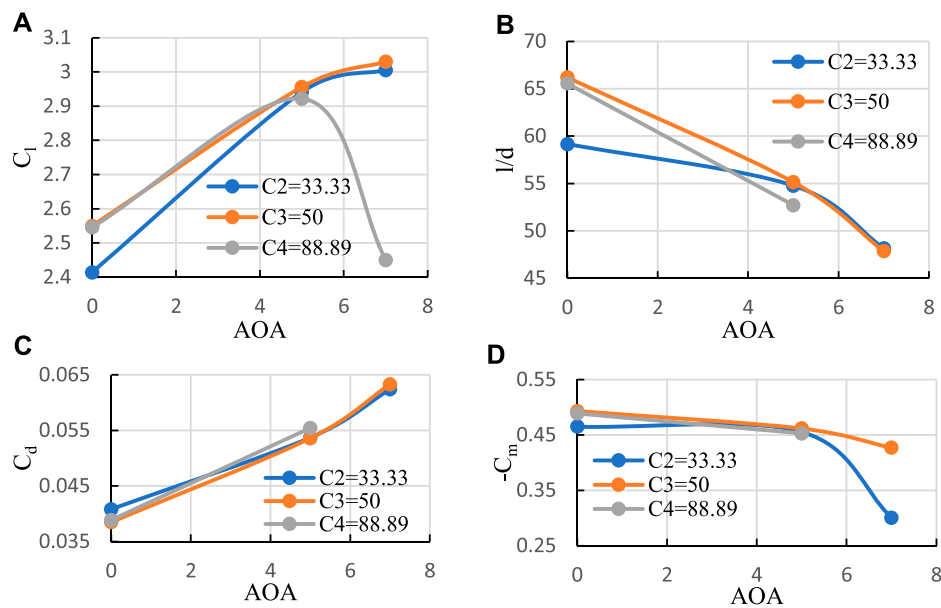 A
C1
3.1
3
2.9
2.8
2.7
2.6
2.5
2.4
0 2 4 6 8
AOA
C2=33.33
C3=50
C4=88.89
B
l/d
70
65
60
55
50
45
0 2 4 6 8
AOA
C2=33.33
C3=50
C4=88.89
C
Cd
0.065
0.055
0.045
0.035
0 2 4 6 8
AOA
C2=33.33
C3=50
C4=88.89
D
-Cm
0.55
0.45
0.35
0.25
0 2 4 6 8
AOA
C2=33.33
C3=50
C4=88.89